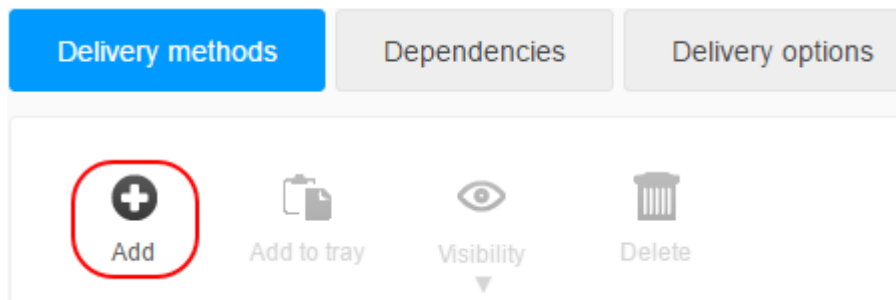 Delivery methods Dependencies Delivery options
Add Add to tray Visibility Delete